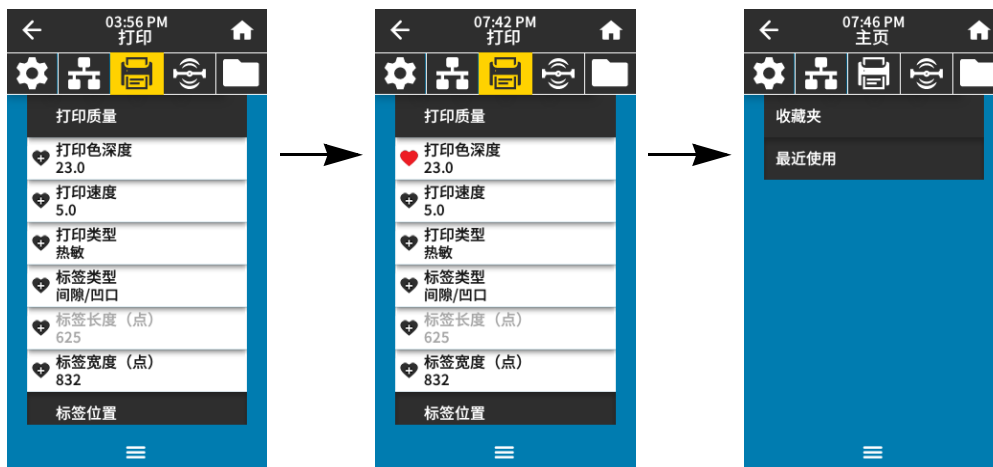 03:56 PM
打印
打印质量
打印色深度
23.0
打印速度
5.0
打印类型
热敏
标签类型
间隙/凹口
标签长度（点）
625
标签宽度（点）
832
标签位置
07:42 PM
打印
打印质量
打印色深度
23.0
打印速度
5.0
打印类型
热敏
标签类型
间隙/凹口
标签长度（点）
625
标签宽度（点）
832
标签位置
07:46 PM
主页
收藏夹
最近使用